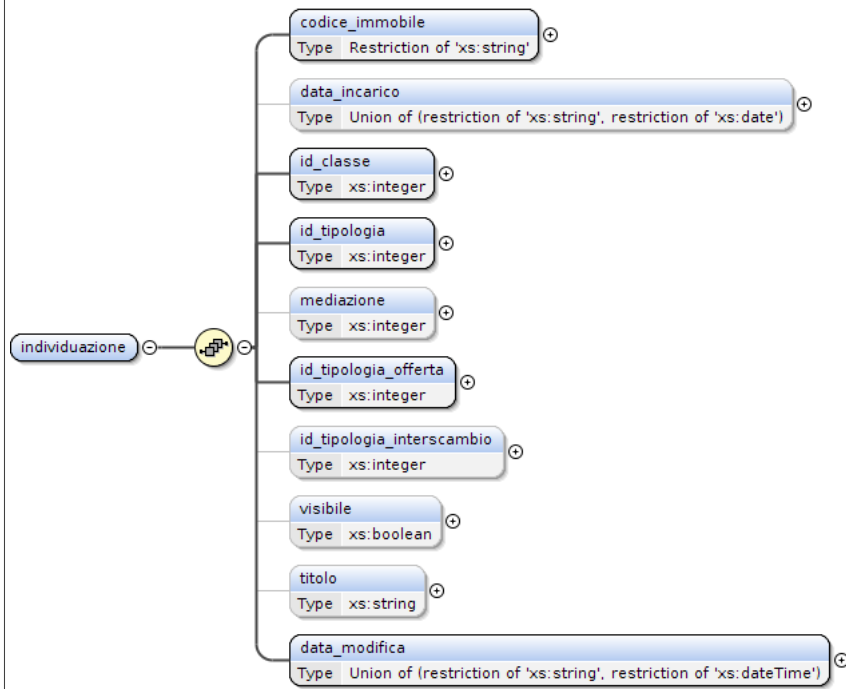 codice_immobile
Type Restriction of 'xs:string'
data_incarico
Type Union of (restriction of 'xs:string', restriction of 'xs:date')
id_classe
Type xs:integer
id_tipologia
Type xs:integer
mediazione
Type xs:integer
individuazione
id_tipologia_offerta
Type xs:integer
id_tipologia_interscambio
Type xs:integer
visibile
Type xs:boolean
titolo
Type xs:string
data_modifica
Type Union of (restriction of 'xs:string', restriction of 'xs:dateTime')